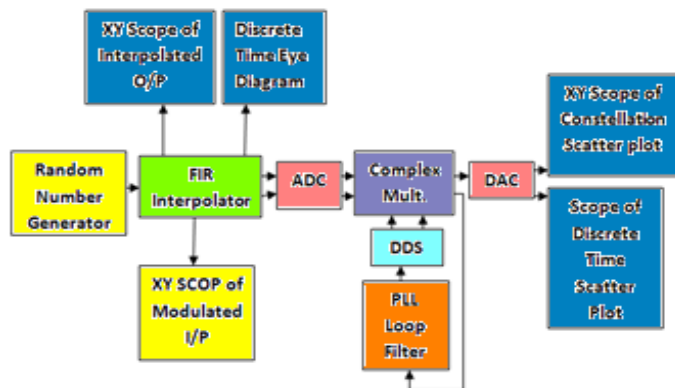 XY Scope of
Interpolated
O/P
Discrete
Time Eye
Diagram
XY Scope of
Constellation
Scatter plot
Random
Number
Generator
FIR
Interpolator
ADC
Complex
Mult.
DAC
Scope of
Discrete
Time
Scatter
Plot
DDS
XY SCOP of
Modulated
I/P
PLL
Loop
Filter